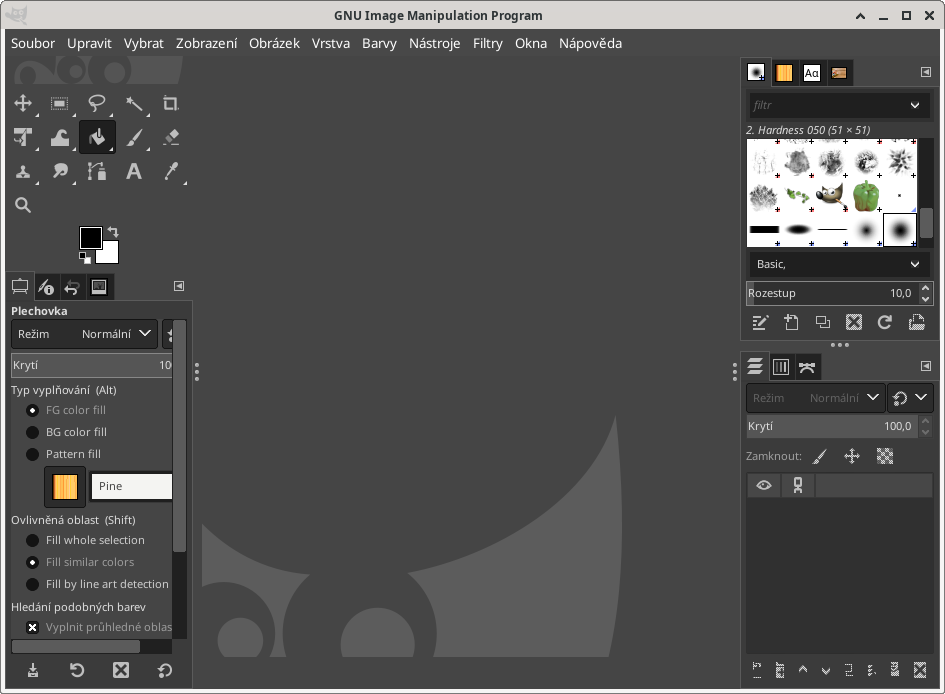 GNU Image Manipulation Program
Soubor Upravit Vybrat Zobrazení Obrázek Vrstva Barvy Nástroje Filtry Okna Nápověda
Aα
filtr
2. Hardness 050 (51 × 51)
Basic,
Rozestup 10,0
Plechovka
Režim Normální
Krytí 100
Typ vyplňování (Alt)
FG color fill
BG color fill
Pattern fill
Pine
Ovlivněná oblast (Shift)
Fill whole selection
Fill similar colors
Fill by line art detection
Hledání podobných barev
Vyplnit průhledné oblas
Režim Normální
Krytí 100,0
Zamknout: